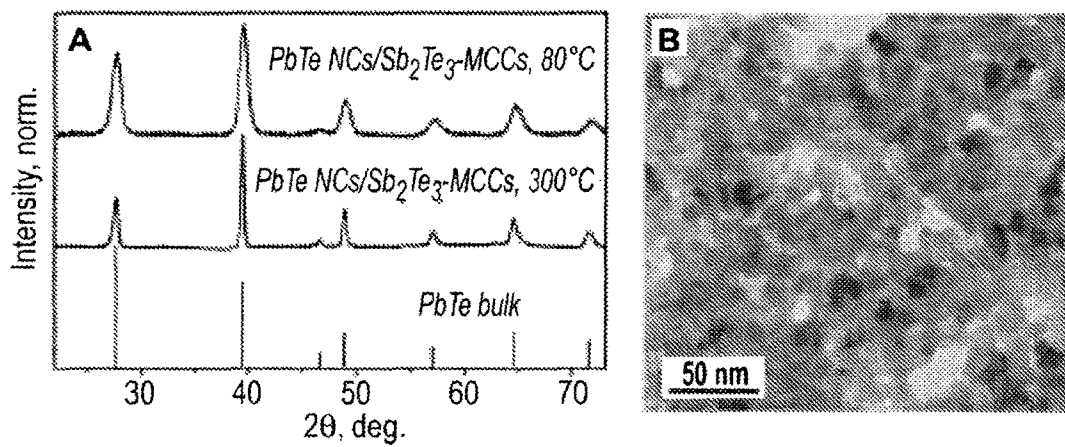 A
PbTe NCs/Sb₂Te₃-MCCs, 80°C
PbTe NCs/Sb₂Te₃-MCCs, 300°C
PbTe bulk
Intensity, norm.
30 40 50 60 70
2θ, deg.
B
50 nm